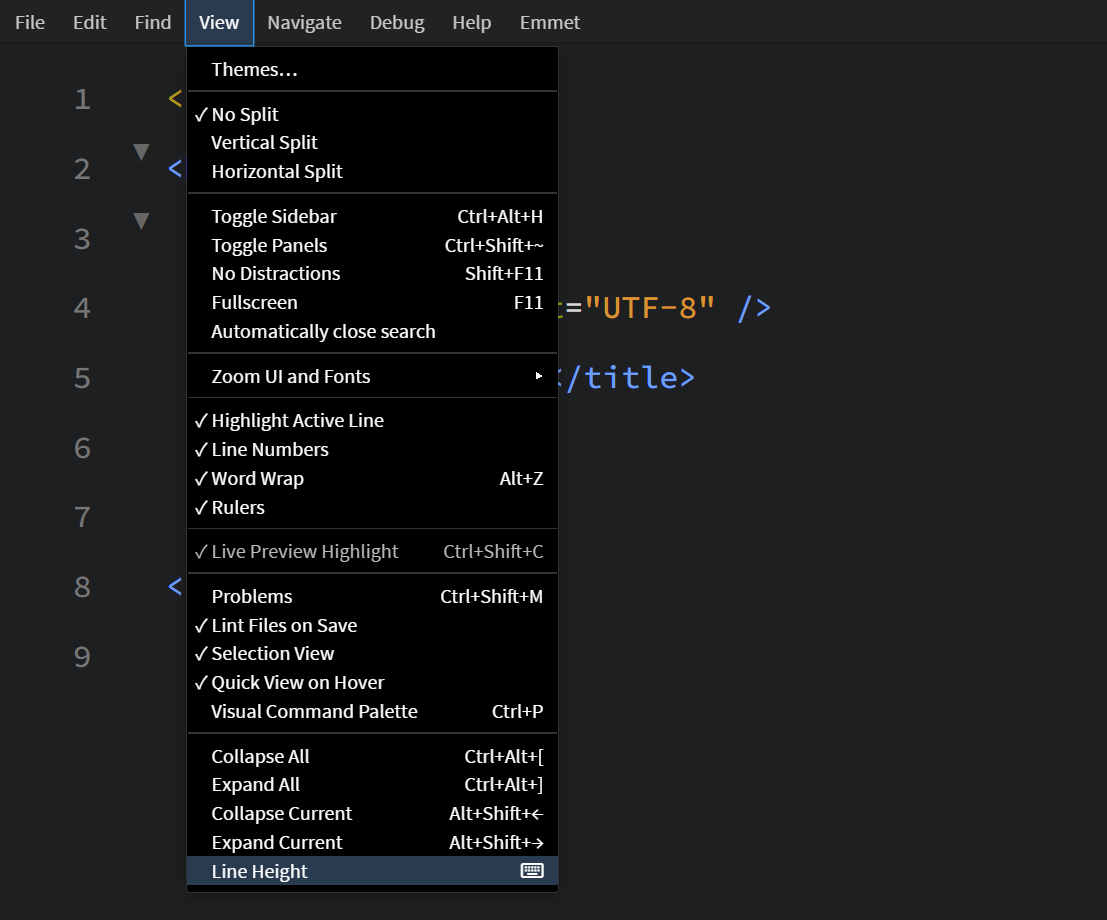 File Edit Find View Navigate Debug Help Emmet
Themes...
1 <
✓ No Split
Vertical Split
2 <
Horizontal Split
Toggle Sidebar Ctrl+Alt+H
3
Toggle Panels Ctrl+Shift+~
No Distractions Shift+F11
4 Fullscreen F11 t="UTF-8" />
Automatically close search
5 Zoom UI and Fonts </title>
✓ Highlight Active Line
6 ✓ Line Numbers
✓ Word Wrap Alt+Z
✓ Rulers
7
✓ Live Preview Highlight Ctrl+Shift+C
8 <
Problems Ctrl+Shift+M
✓ Lint Files on Save
9 ✓ Selection View
✓ Quick View on Hover
Visual Command Palette Ctrl+P
Collapse All Ctrl+Alt+[
Expand All Ctrl+Alt+]
Collapse Current Alt+Shift+←
Expand Current Alt+Shift+→
Line Height